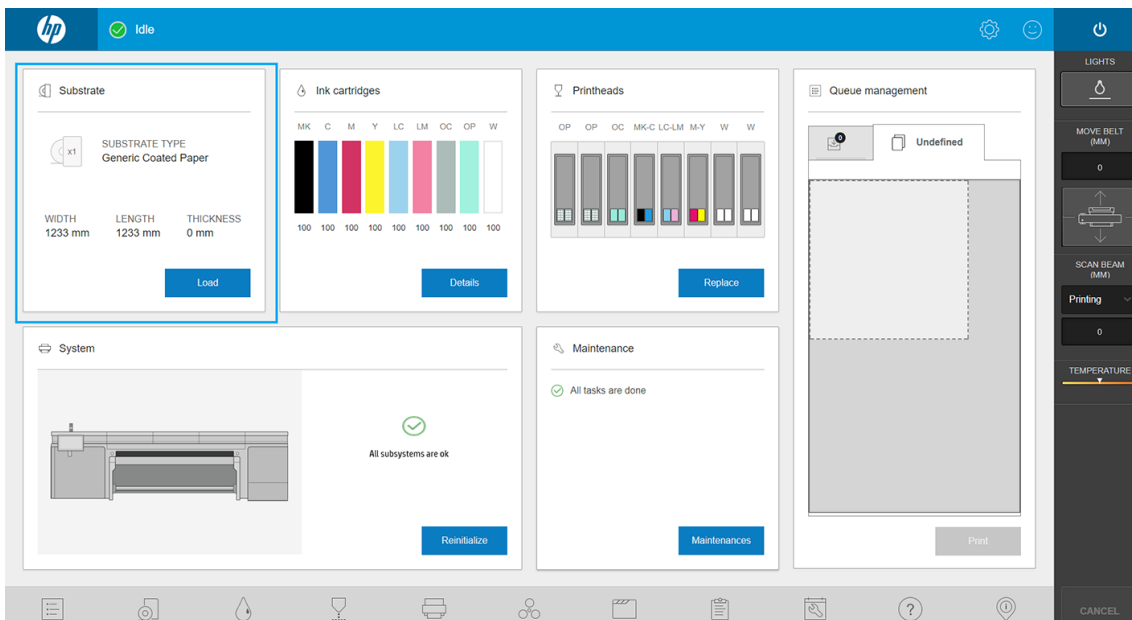 hp
Idle
LIGHTS
MOVE BELT
(MM)
0
SCAN BEAM
(MM)
Printing
0
TEMPERATURE
CANCEL
Substrate
x1
SUBSTRATE TYPE
Generic Coated Paper
WIDTH LENGTH THICKNESS
1233 mm 1233 mm 0 mm
Load
Ink cartridges
MK C M Y LC LM OC OP W
100 100 100 100 100 100 100 100 100
Details
Printheads
OP OP OC MK-C LC-LM M-Y W W
Replace
Queue management
0
Undefined
Print
System
All subsystems are ok
Reinitialize
Maintenance
All tasks are done
Maintenances